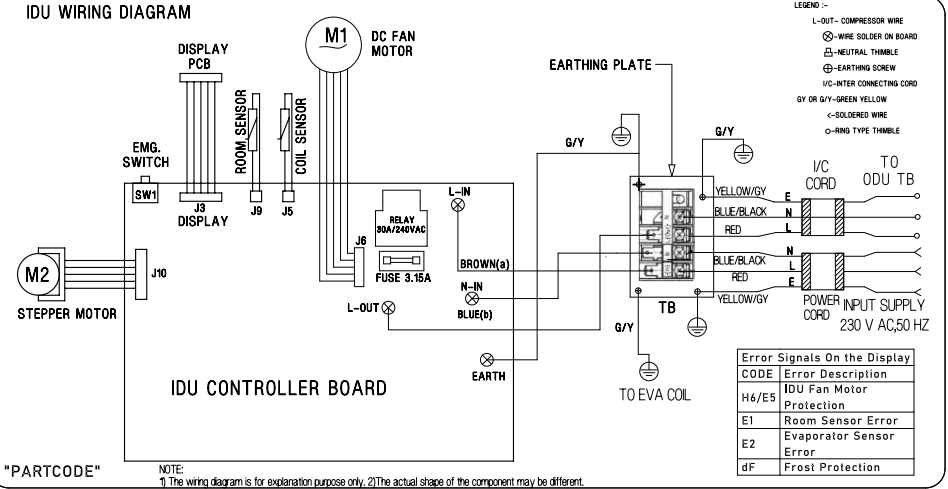 IDU WIRING DIAGRAM
LEGEND :-
L-OUT- COMPRESSOR WIRE
-WIRE SOLDER ON BOARD
-NEUTRAL THIMBLE
-EARTHING SCREW
I/C-INTER CONNECTING CORD
GY OR G/Y-GREEN YELLOW
<-SOLDERED WIRE
o-RING TYPE THIMBLE
M1
DC FAN
MOTOR
DISPLAY
PCB
ROOM SENSOR
COIL SENSOR
EARTHING PLATE
G/Y
G/Y
EMG.
SWITCH
SW1
J3
DISPLAY
J9
J5
RELAY
30A/240VAC
J6
FUSE 3.15A
L-IN
BROWN(a)
N-IN
BLUE(b)
L-OUT
EARTH
M2
J10
STEPPER MOTOR
IDU CONTROLLER BOARD
YELLOW/GY
E
BLUE/BLACK
N
RED
L
I/C
CORD
TO
ODU TB
N
BLUE/BLACK
L
RED
E
YELLOW/GY
TB
POWER
CORD
INPUT SUPPLY
230 V AC,50 HZ
G/Y
TO EVA COIL
Error Signals On the Display
CODE Error Description
H6/E5 IDU Fan Motor
Protection
E1 Room Sensor Error
E2 Evaporator Sensor
Error
dF Frost Protection
"PARTCODE"
NOTE:
1) The wiring diagram is for explanation purpose only. 2)The actual shape of the component may be different.